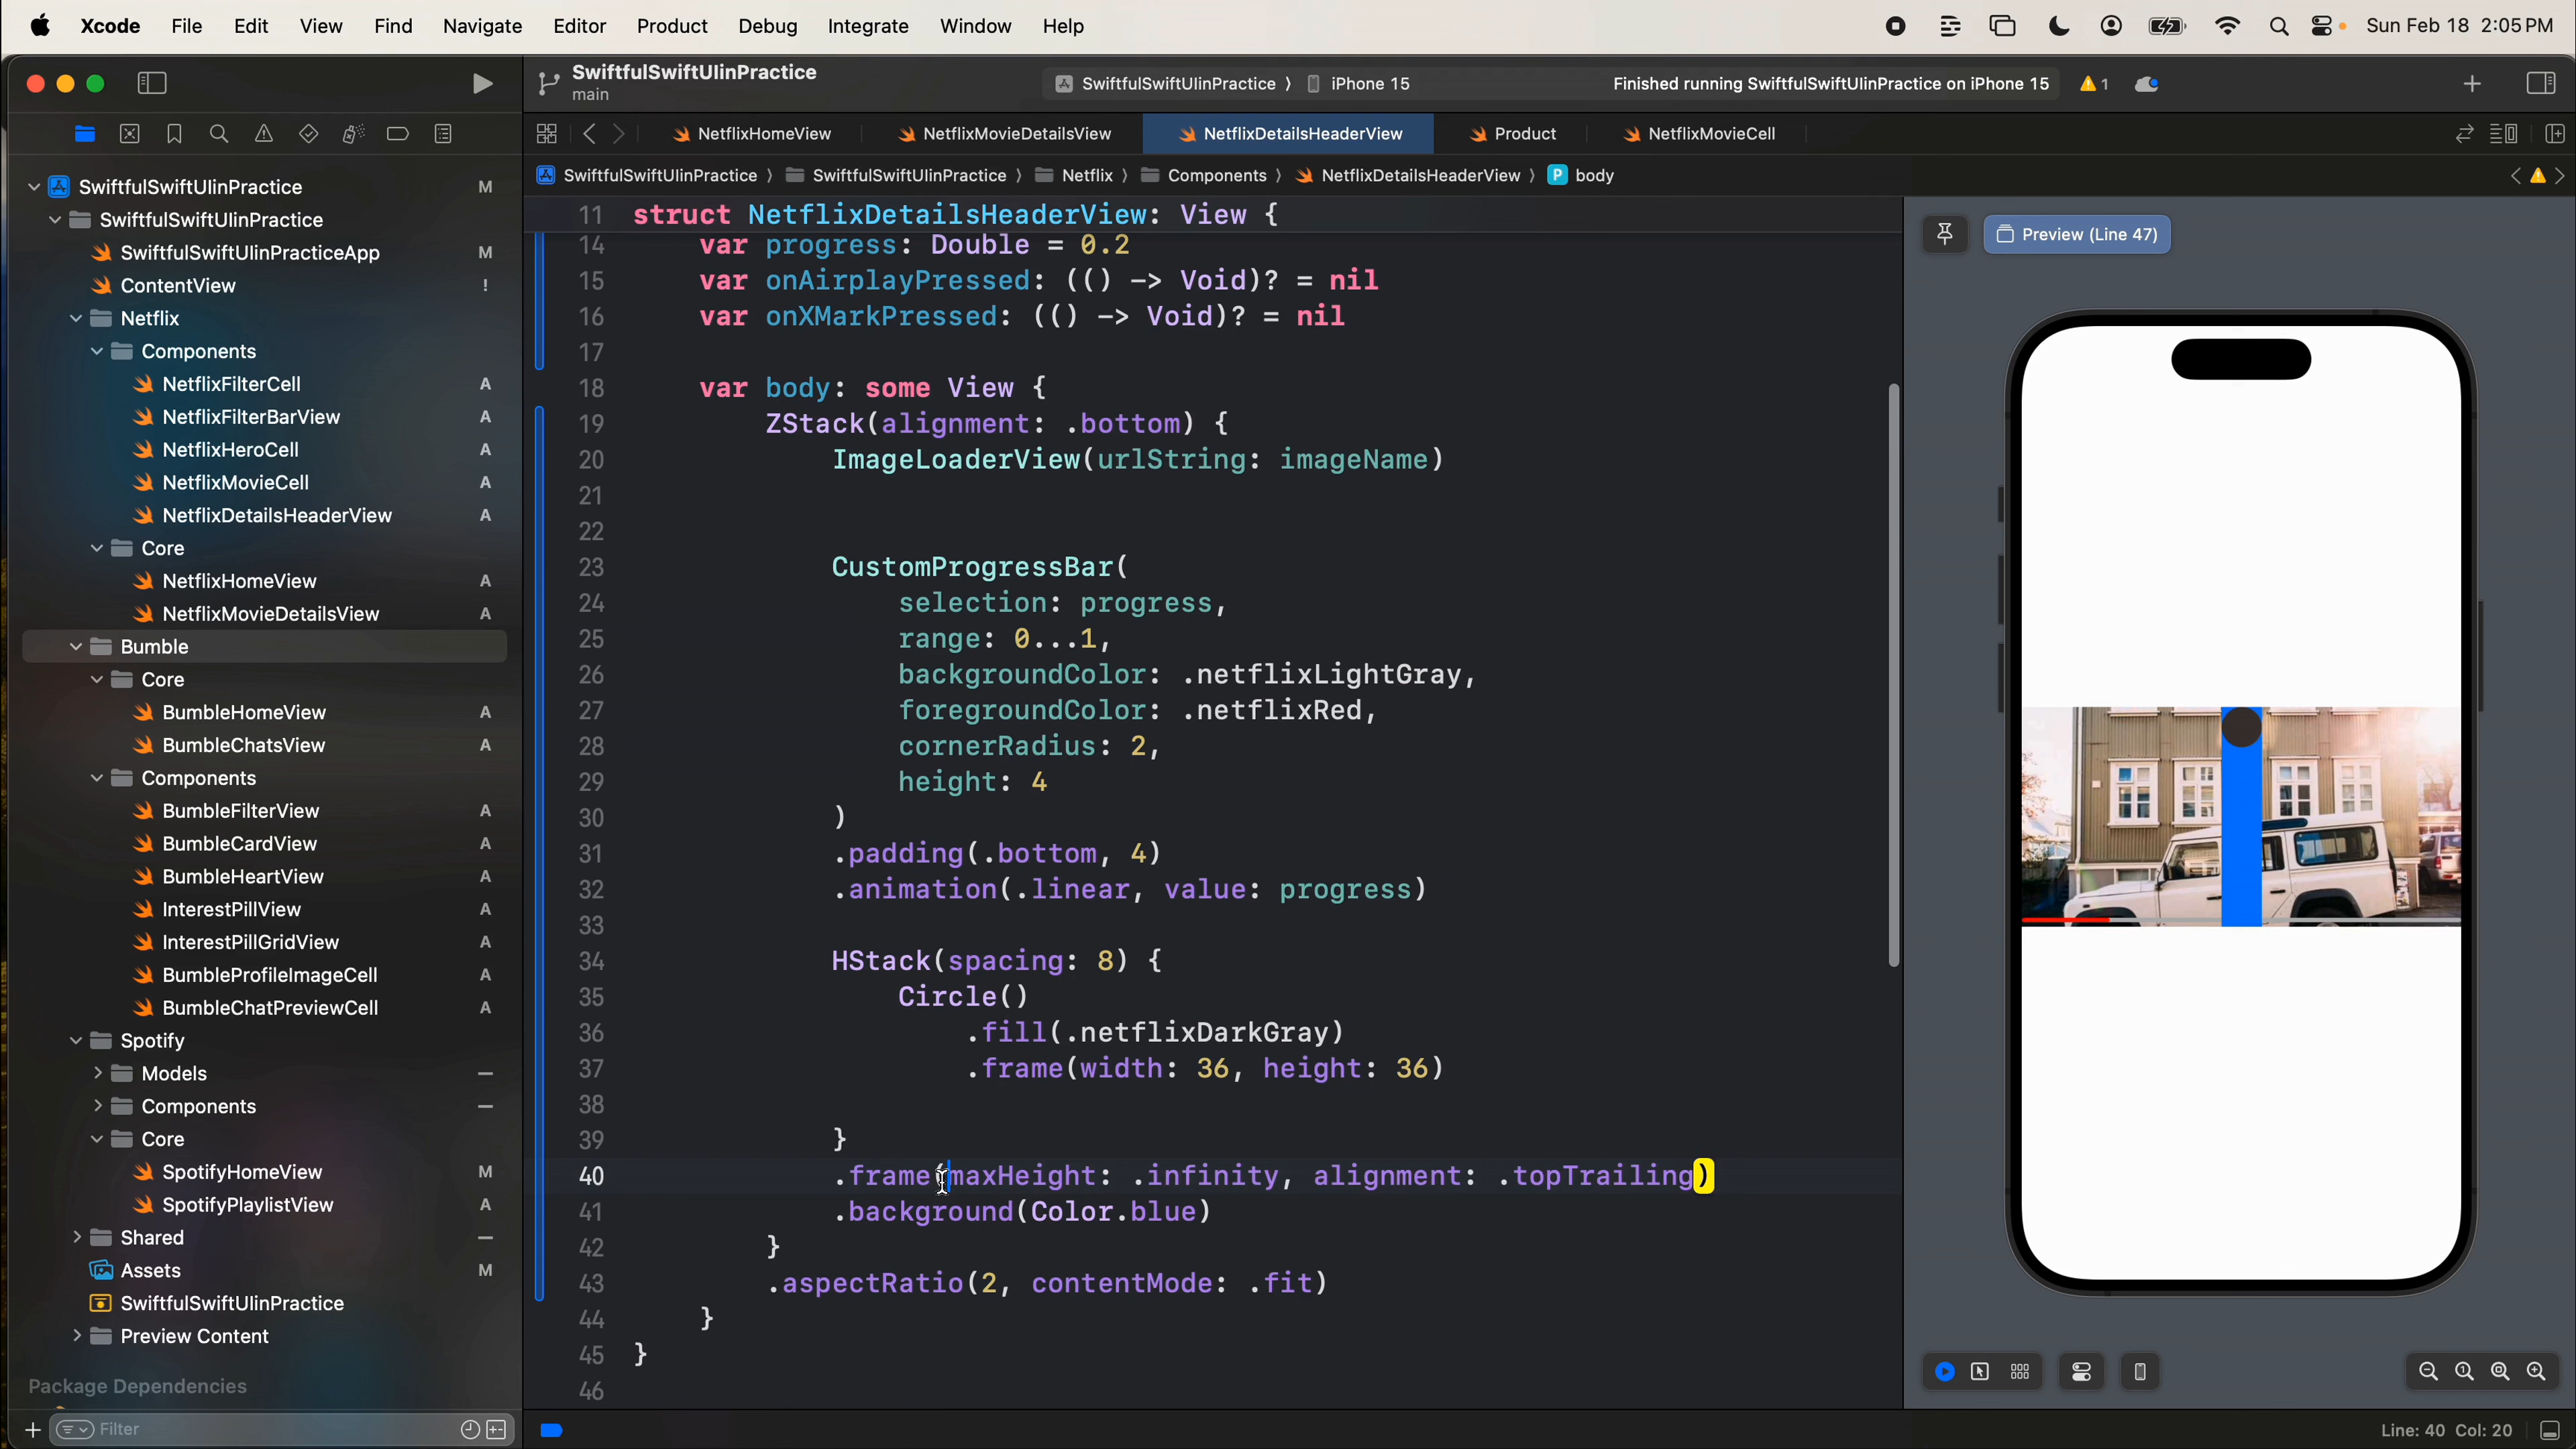 Xcode File Edit View Find Navigate Editor Product Debug Integrate Window Help Sun Feb 18 2:05 PM
SwiftfulSwiftUIinPractice
main
SwiftfulSwiftUIinPractice 〉 iPhone 15
Finished running SwiftfulSwiftUIinPractice on iPhone 15
1
NetflixHomeView
NetflixMovieDetailsView
NetflixDetailsHeaderView
Product
NetflixMovieCell
SwiftfulSwiftUIinPractice 〉 SwiftfulSwiftUIinPractice 〉 Netflix 〉 Components 〉 NetflixDetailsHeaderView 〉 P body
SwiftfulSwiftUIinPractice M
SwiftfulSwiftUIinPractice
SwiftfulSwiftUIinPracticeApp M
ContentView !
Netflix
Components
NetflixFilterCell A
NetflixFilterBarView A
NetflixHeroCell A
NetflixMovieCell A
NetflixDetailsHeaderView A
Core
NetflixHomeView A
NetflixMovieDetailsView A
Bumble
Core
BumbleHomeView A
BumbleChatsView A
Components
BumbleFilterView A
BumbleCardView A
BumbleHeartView A
InterestPillView A
InterestPillGridView A
BumbleProfileImageCell A
BumbleChatPreviewCell A
Spotify
Models
Components
Core
SpotifyHomeView M
SpotifyPlaylistView A
Shared
Assets M
SwiftfulSwiftUIinPractice
Preview Content
Package Dependencies
Filter
11 struct NetflixDetailsHeaderView: View {
14 var progress: Double = 0.2
15 var onAirplayPressed: (() -> Void)? = nil
16 var onXMarkPressed: (() -> Void)? = nil
17
18 var body: some View {
19 ZStack(alignment: .bottom) {
20 ImageLoaderView(urlString: imageName)
21
22
23 CustomProgressBar(
24 selection: progress,
25 range: 0...1,
26 backgroundColor: .netflixLightGray,
27 foregroundColor: .netflixRed,
28 cornerRadius: 2,
29 height: 4
30 )
31 .padding(.bottom, 4)
32 .animation(.linear, value: progress)
33
34 HStack(spacing: 8) {
35 Circle()
36 .fill(.netflixDarkGray)
37 .frame(width: 36, height: 36)
38
39 }
40 .frame(maxHeight: .infinity, alignment: .topTrailing)
41 .background(Color.blue)
42 }
43 .aspectRatio(2, contentMode: .fit)
44 }
45 }
46
Preview (Line 47)
Line: 40 Col: 20